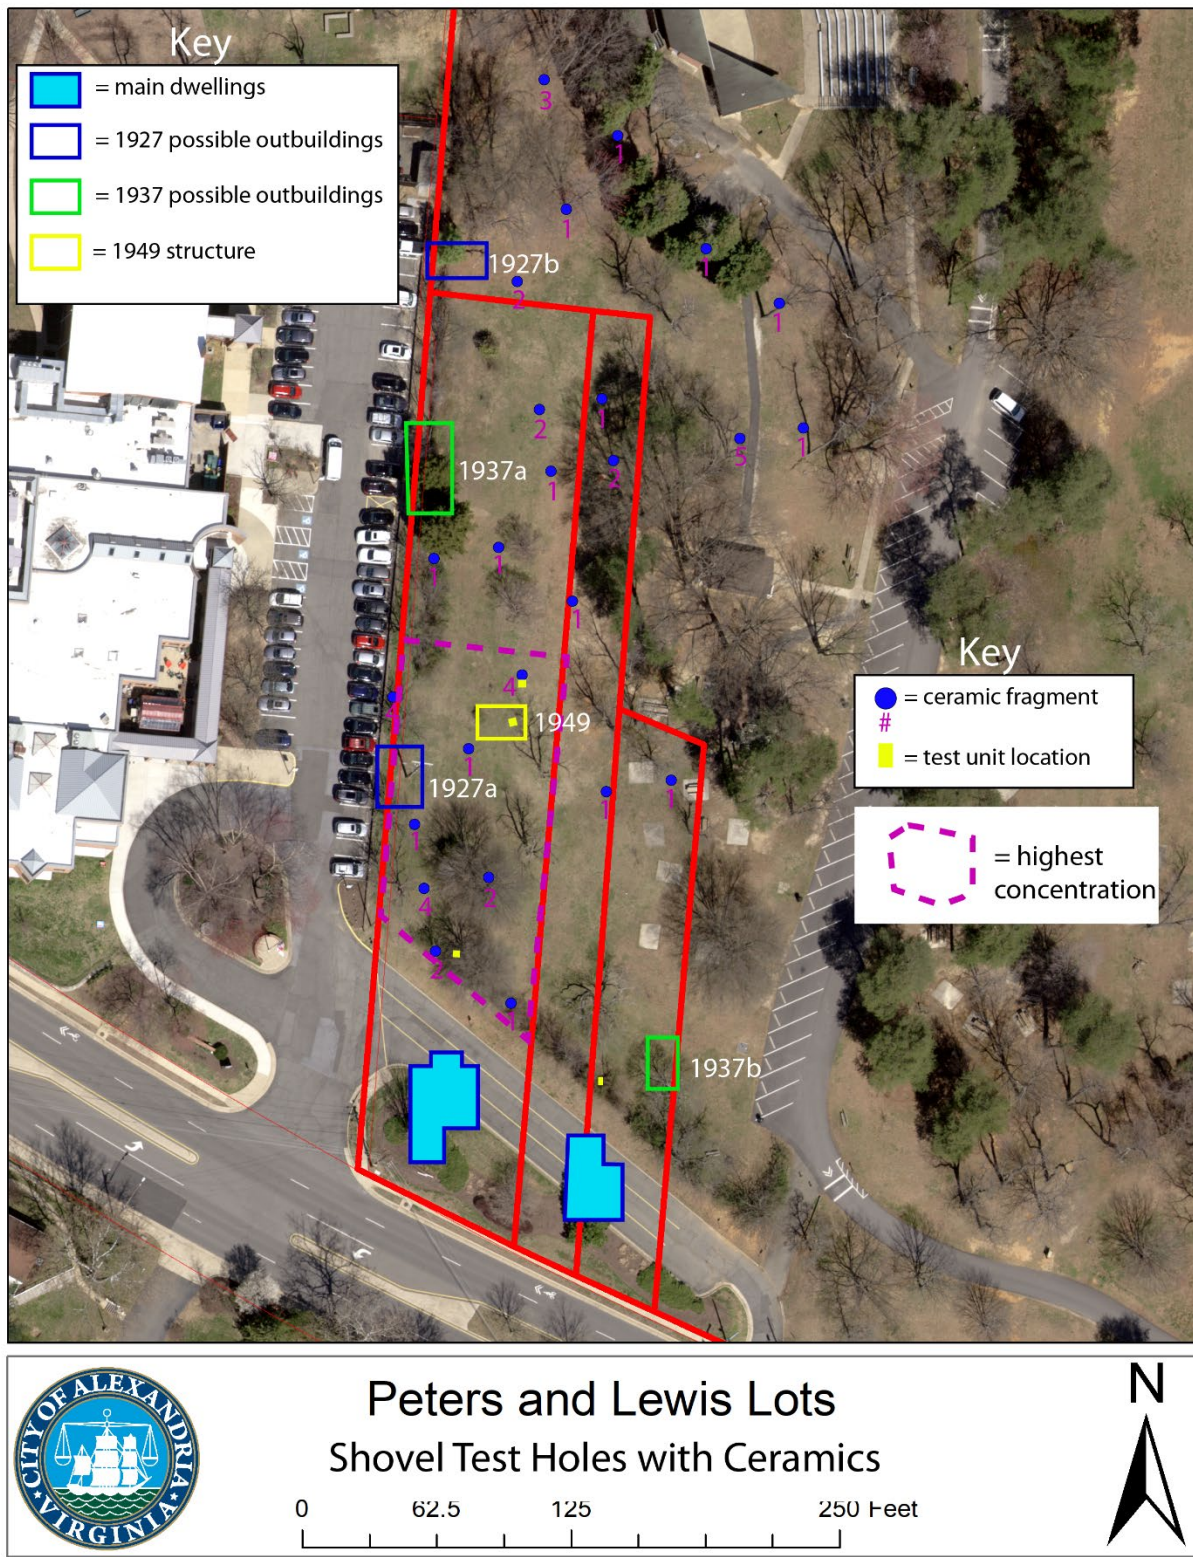 Key
= main dwellings
= 1927 possible outbuildings
= 1937 possible outbuildings
= 1949 structure
3
1
1
1
1927b
2
1
1
2
1
5
1
1937a
1
2
1
1
1
4
1949
1
1927a
1
1
1
4
2
2
1
1937b
Key
= ceramic fragment
#
= test unit location
= highest
concentration
CITY OF ALEXANDRIA
VIRGINIA
Peters and Lewis Lots
Shovel Test Holes with Ceramics
0 62.5 125 250 Feet
N